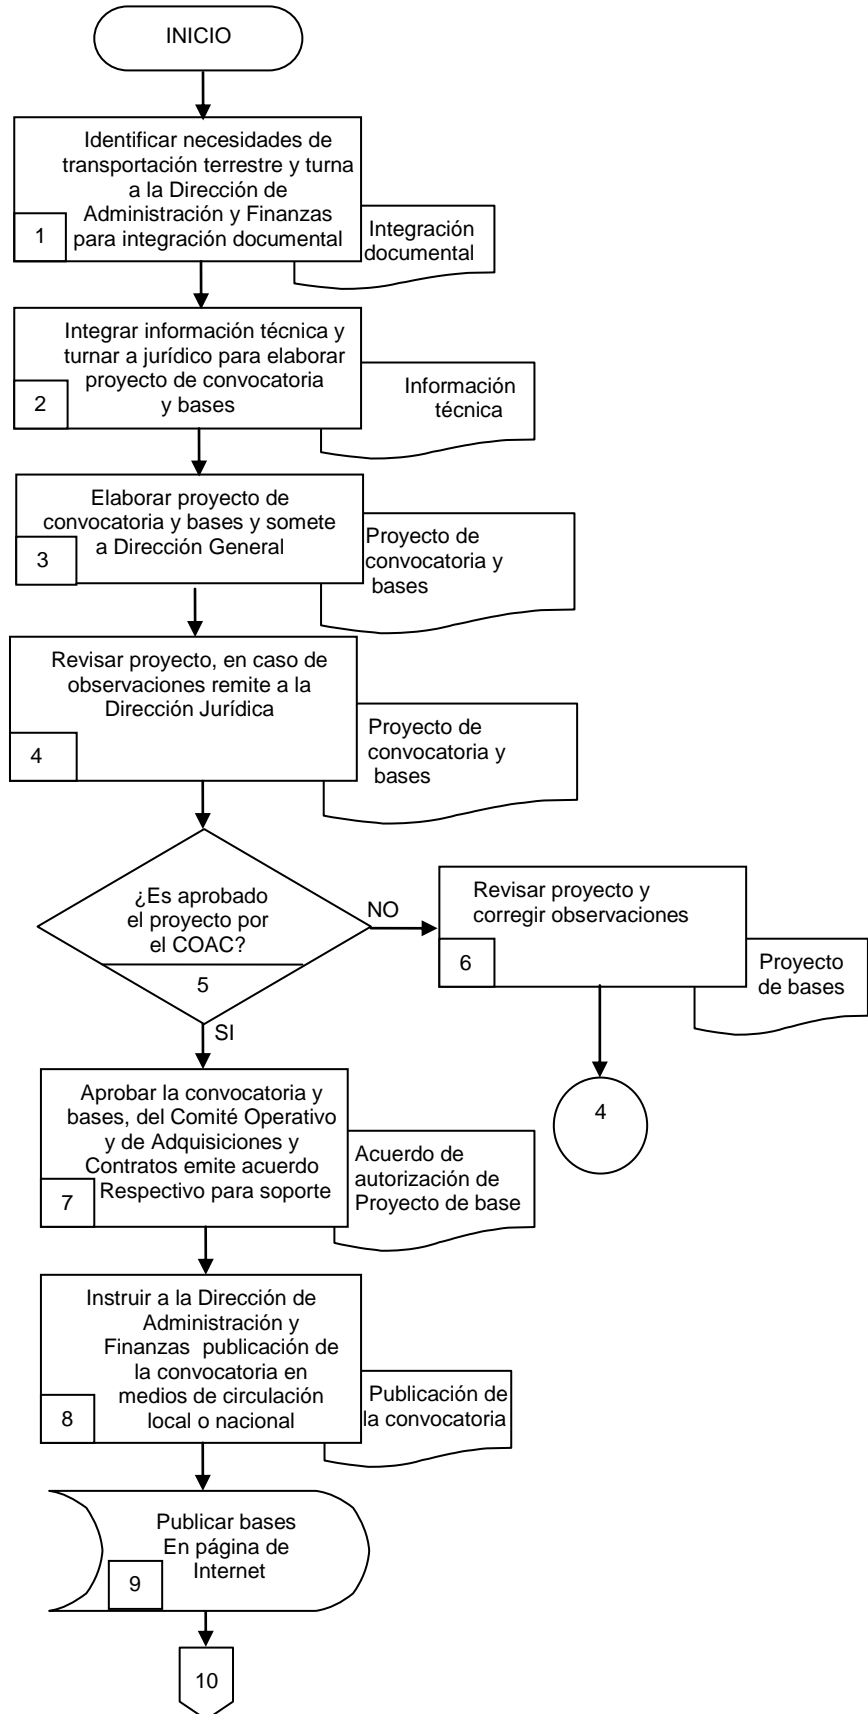 INICIO
Identificar necesidades de
transportación terrestre y turna
a la Dirección de
Administración y Finanzas
para integración documental
1
Integración
documental
Integrar información técnica y
turnar a jurídico para elaborar
proyecto de convocatoria
y bases
2
Información
técnica
Elaborar proyecto de
convocatoria y bases y somete
a Dirección General
3
Proyecto de
convocatoria y
bases
Revisar proyecto, en caso de
observaciones remite a la
Dirección Jurídica
4
Proyecto de
convocatoria y
bases
¿Es aprobado
el proyecto por
el COAC?
5
NO
Revisar proyecto y
corregir observaciones
6
Proyecto
de bases
4
SI
Aprobar la convocatoria y
bases, del Comité Operativo
y de Adquisiciones y
Contratos emite acuerdo
Respectivo para soporte
7
Acuerdo de
autorización de
Proyecto de base
Instruir a la Dirección de
Administración y
Finanzas publicación de
la convocatoria en
medios de circulación
local o nacional
8
Publicación de
la convocatoria
Publicar bases
En página de
Internet
9
10